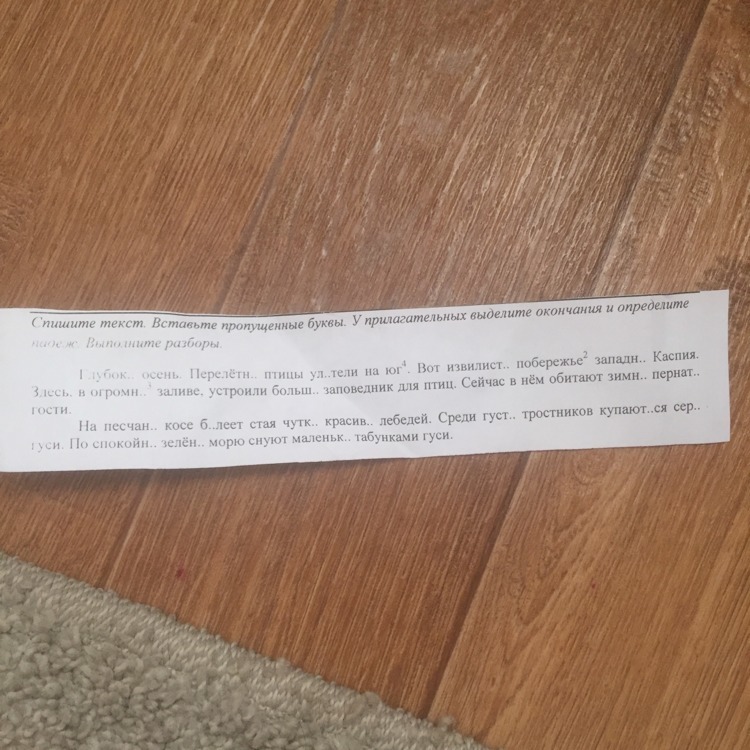 Спишите текст. Вставьте пропущенные буквы. У прилагательных выделите окончания и определите
падеж. Выполните разборы.
Глубок.. осень. Перелётн.. птицы ул..тели на юг⁴. Вот извилист.. побережье² западн.. Каспия.
Здесь, в огромн..³ заливе, устроили больш.. заповедник для птиц. Сейчас в нём обитают зимн.. пернат..
гости.
На песчан.. косе б..леет стая чутк.. красив.. лебедей. Среди густ.. тростников купают..ся сер..
гуси. По спокойн.. зелён.. морю снуют маленьк.. табунками гуси.